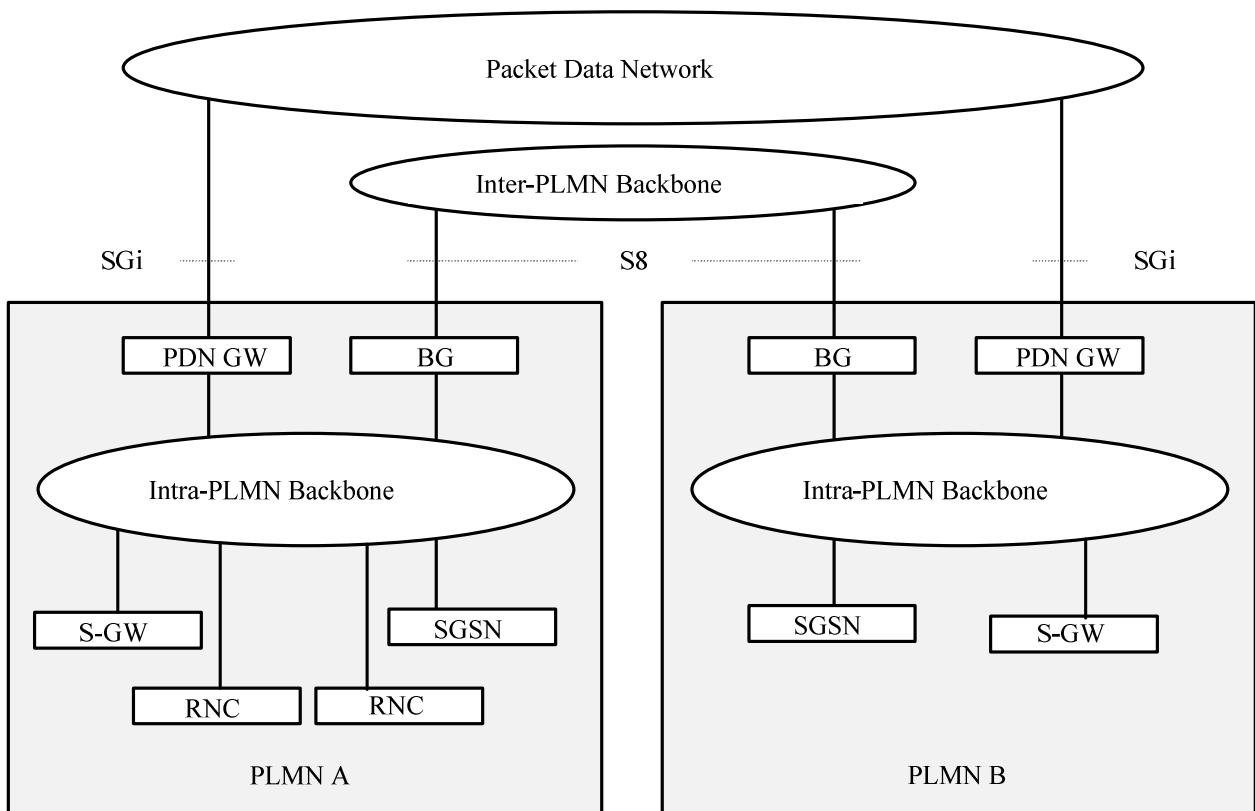 Packet Data Network
Inter-PLMN Backbone
SGi
S8
SGi
PDN GW
BG
BG
PDN GW
Intra-PLMN Backbone
Intra-PLMN Backbone
S-GW
SGSN
SGSN
S-GW
RNC
RNC
PLMN A
PLMN B